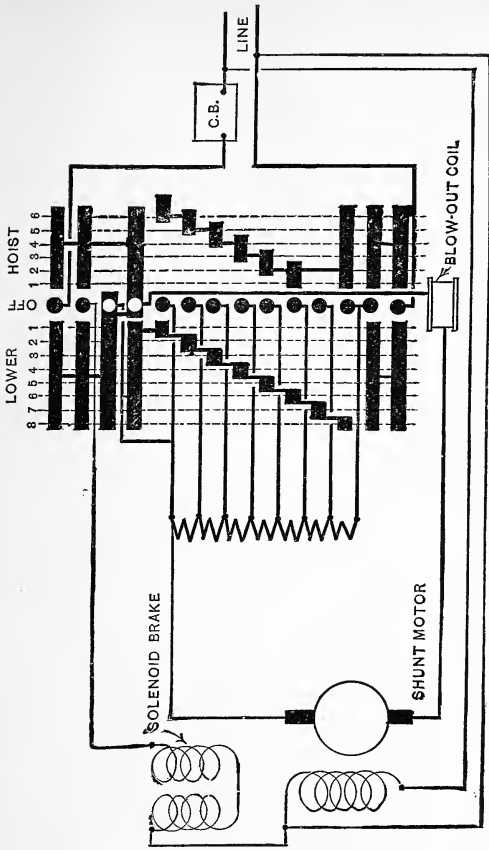 LINE
C.B.
HOIST
6
5
4
3
2
1
OFF
LOWER
1
2
3
4
5
6
7
8
BLOW-OUT COIL
SOLENOID BRAKE
SHUNT MOTOR